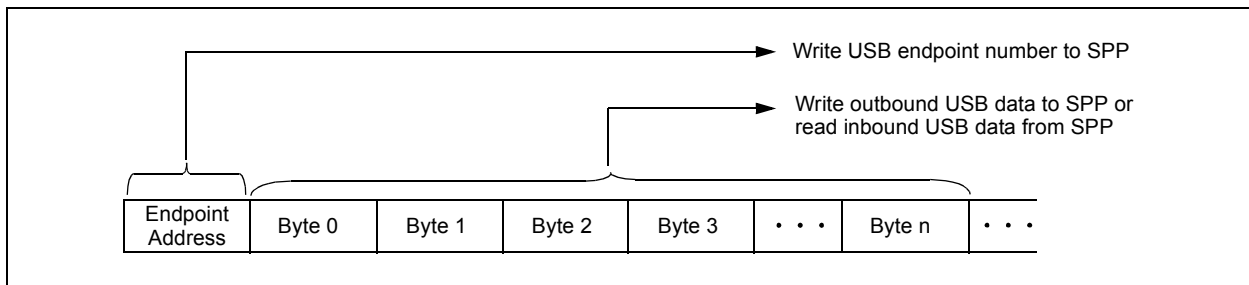 Write USB endpoint number to SPP
Write outbound USB data to SPP or
read inbound USB data from SPP
Endpoint
Address
Byte 0
Byte 1
Byte 2
Byte 3
• • •
Byte n
• • •